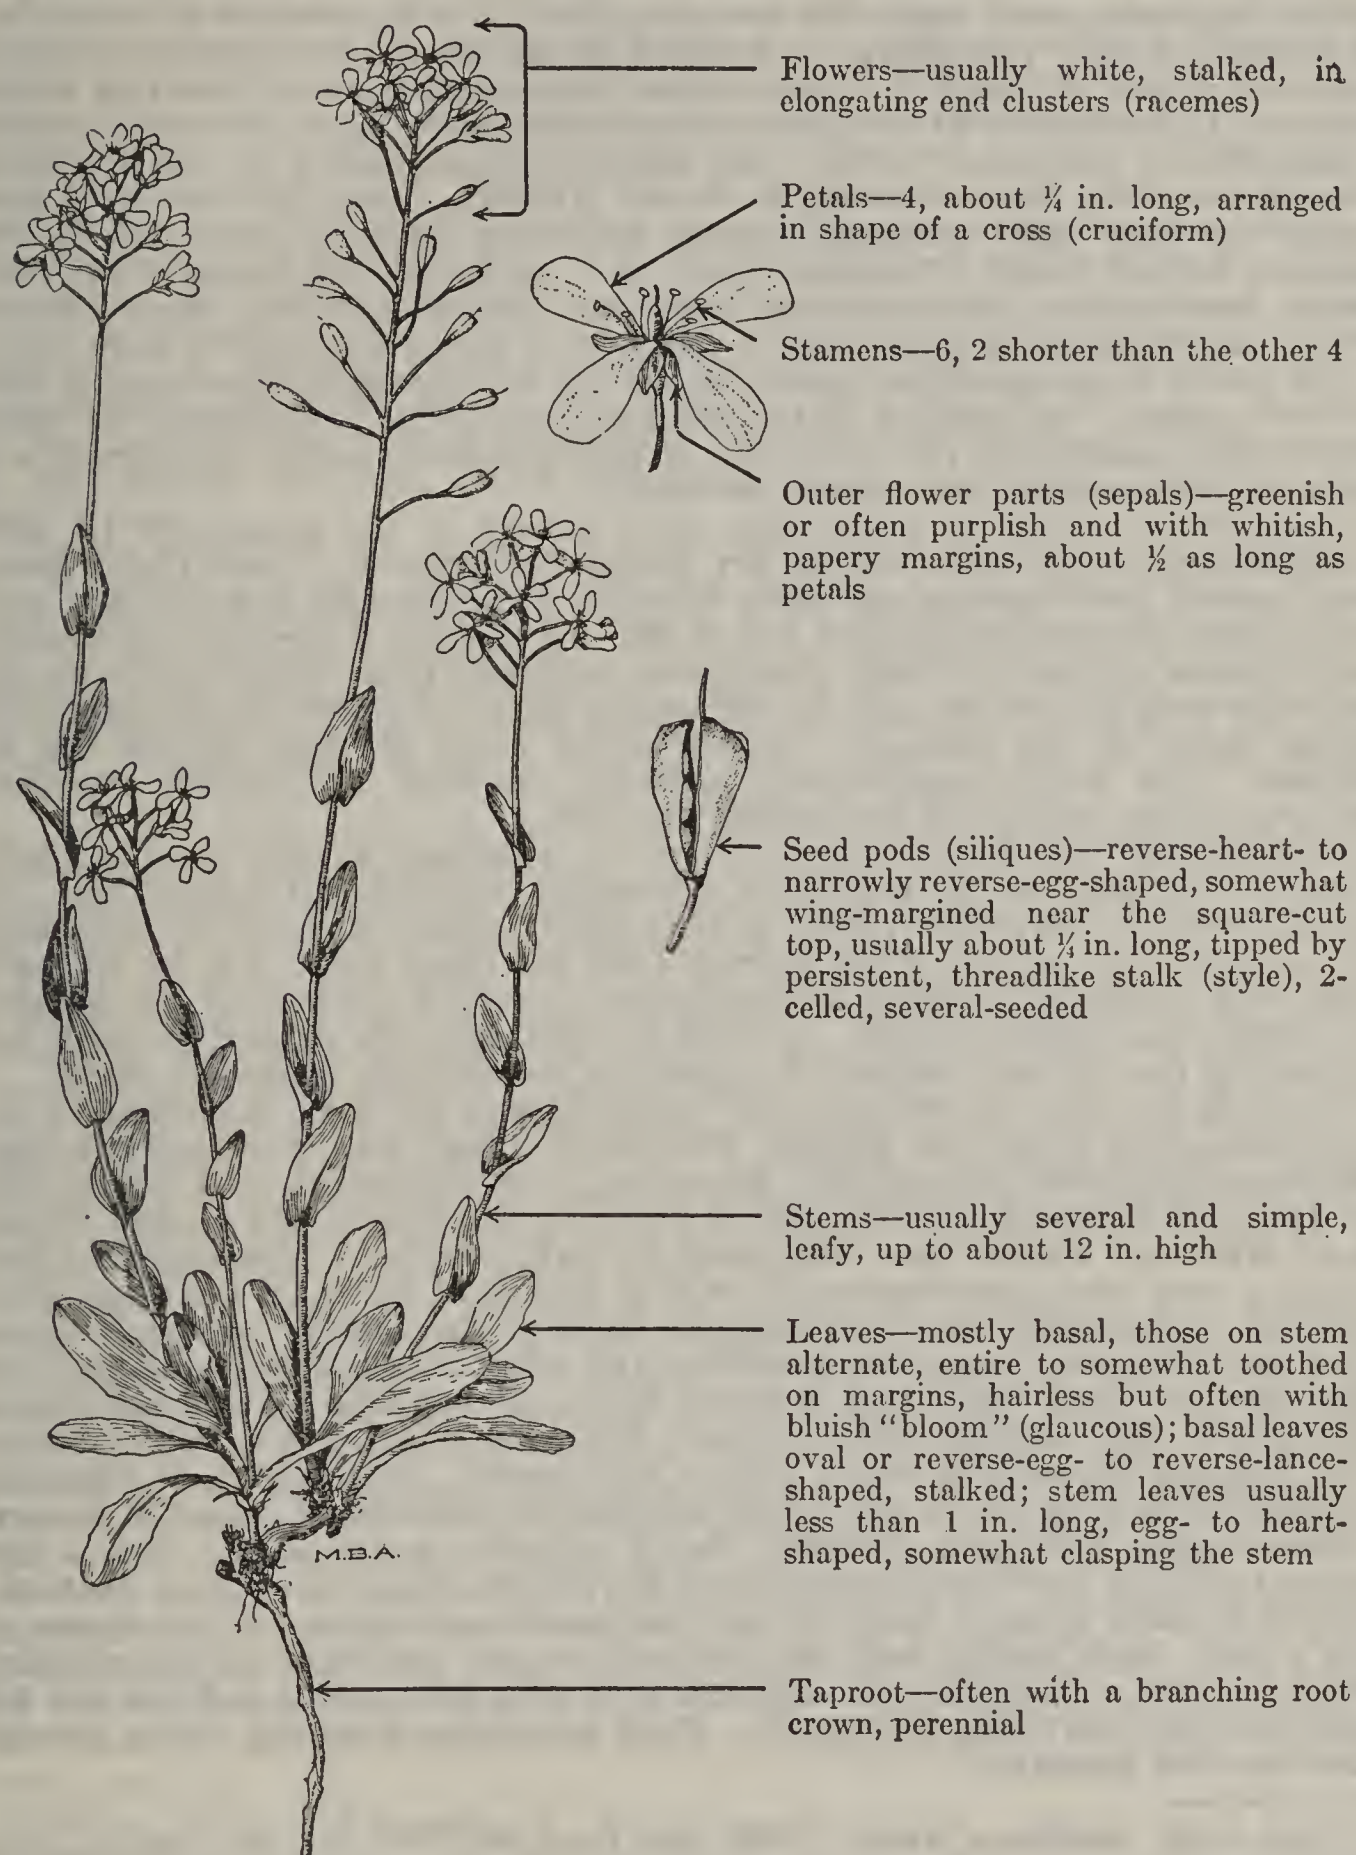 Flowers—usually white, stalked, in
elongating end clusters (racemes)
Petals—4, about ¼ in. long, arranged
in shape of a cross (cruciform)
Stamens—6, 2 shorter than the other 4
Outer flower parts (sepals)—greenish
or often purplish and with whitish,
papery margins, about ½ as long as
petals
Seed pods (siliques)—reverse-heart- to
narrowly reverse-egg-shaped, somewhat
wing-margined near the square-cut
top, usually about ¼ in. long, tipped by
persistent, threadlike stalk (style), 2-
celled, several-seeded
Stems—usually several and simple,
leafy, up to about 12 in. high
Leaves—mostly basal, those on stem
alternate, entire to somewhat toothed
on margins, hairless but often with
bluish "bloom" (glaucous); basal leaves
oval or reverse-egg- to reverse-lance-
shaped, stalked; stem leaves usually
less than 1 in. long, egg- to heart-
shaped, somewhat clasping the stem
M.B.A.
Taproot—often with a branching root
crown, perennial